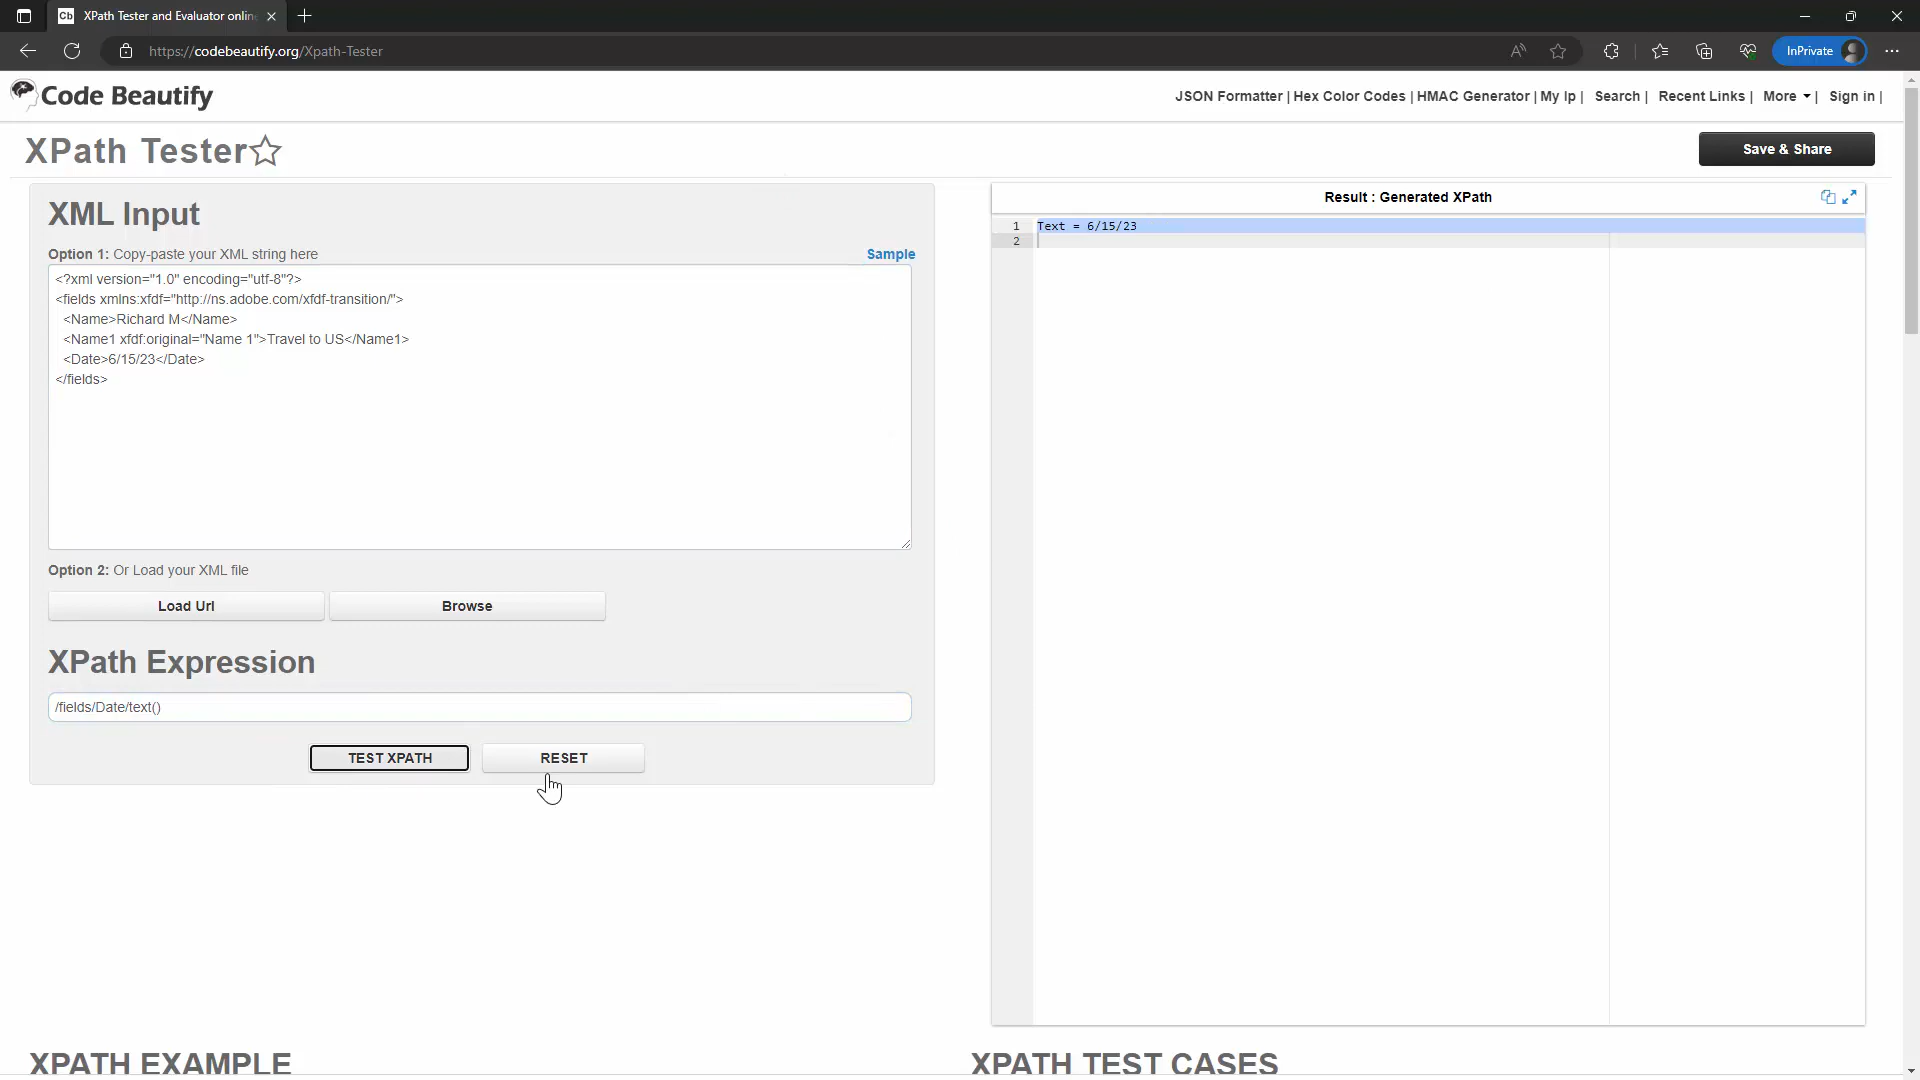 Cb XPath Tester and Evaluator onlin
https://codebeautify.org/Xpath-Tester
InPrivate
Code Beautify
JSON Formatter | Hex Color Codes | HMAC Generator | My Ip | Search | Recent Links | More | Sign in |
XPath Tester
Save & Share
XML Input
Option 1: Copy-paste your XML string here
Sample
<?xml version="1.0" encoding="utf-8"?>
<fields xmlns:xfdf="http://ns.adobe.com/xfdf-transition/">
<Name>Richard M</Name>
<Name1 xfdf:original="Name 1">Travel to US</Name1>
<Date>6/15/23</Date>
</fields>
Option 2: Or Load your XML file
Load Url
Browse
XPath Expression
/fields/Date/text()
TEST XPATH
RESET
Result : Generated XPath
1 Text = 6/15/23
2
XPATH EXAMPLE
XPATH TEST CASES